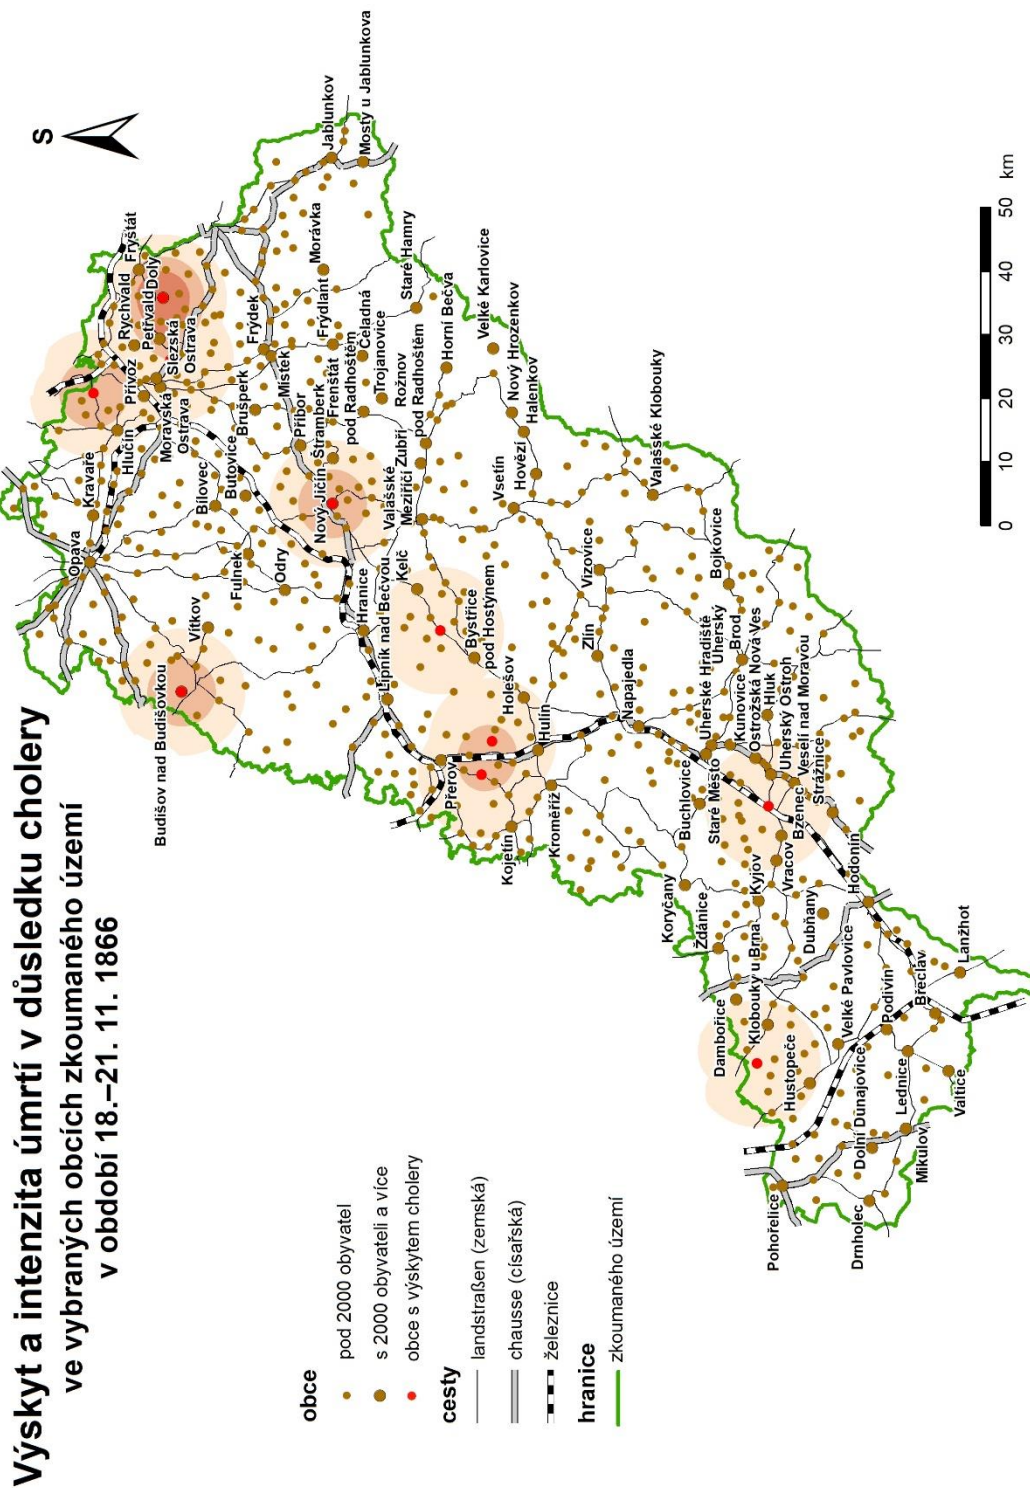 Výskyt a intenzita úmrtí v důsledku cholery
ve vybraných obcích zkoumaného území
v období 18.–21. 11. 1866
S
obce
pod 2000 obyvatel
s 2000 obyvateli a více
obce s výskytem cholery
cesty
landstraßen (zemská)
chausse (císařská)
železnice
hranice
zkoumaného území
0 10 20 30 40 50 km
Opava
Kravaře
Hlučín
Přívoz
Rychvald
Fryštát
Petřvald
Doly
Slezská
Ostrava
Moravská
Ostrava
Vítkov
Budišov nad Budišovkou
Bílovec
Butovice
Fulnek
Odry
Brušperk
Frýdek
Místek
Příbor
Štramberk
Nový Jičín
Frenštát
pod Radhoštěm
Frýdlant
Morávka
Jablunkov
Mosty u Jablunkova
Čeladná
Trojanovice
Staré Hamry
Hranice
Lipník nad Bečvou
Kelč
Valašské
Meziříčí
Zubří
Rožnov
pod Radhoštěm
Horní Bečva
Velké Karlovice
Nový Hrozenkov
Halenkov
Hovězí
Vsetín
Bystřice
pod Hostýnem
Holešov
Přerov
Hulín
Kojetín
Kroměříž
Zlín
Vizovice
Napajedla
Valašské Klobouky
Bojkovice
Uherské Hradiště
Uherský
Brod
Kunovice
Ostrožská Nová Ves
Hluk
Uherský Ostroh
Veselí nad Moravou
Strážnice
Staré Město
Buchlovice
Bzenec
Vracov
Kyjov
Koryčany
Ždánice
Dubňany
Hodonín
Dambořice
Klobouky u Brna
Hustopeče
Velké Pavlovice
Podivín
Břeclav
Lanžhot
Lednice
Valtice
Dolní Dunajovice
Mikulov
Pohořelice
Drnholec